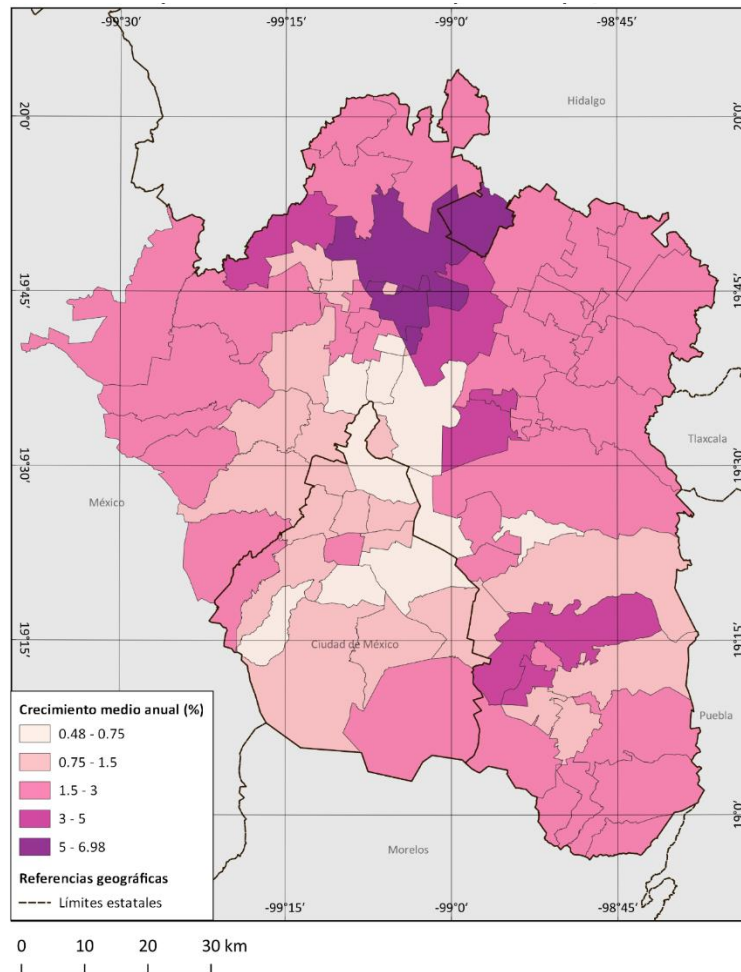 -99°30' -99°15' -99°0' -98°45'
Hidalgo
20°0' 20°0'
19°45' 19°45'
Tlaxcala
19°30' 19°30'
México
19°15' 19°15'
Ciudad de México
Crecimiento medio anual (%)
0.48 - 0.75
0.75 - 1.5
1.5 - 3
3 - 5
5 - 6.98
Puebla
19°0'
Referencias geográficas
Límites estatales
Morelos
-99°15' -99°0' -98°45'
0 10 20 30 km